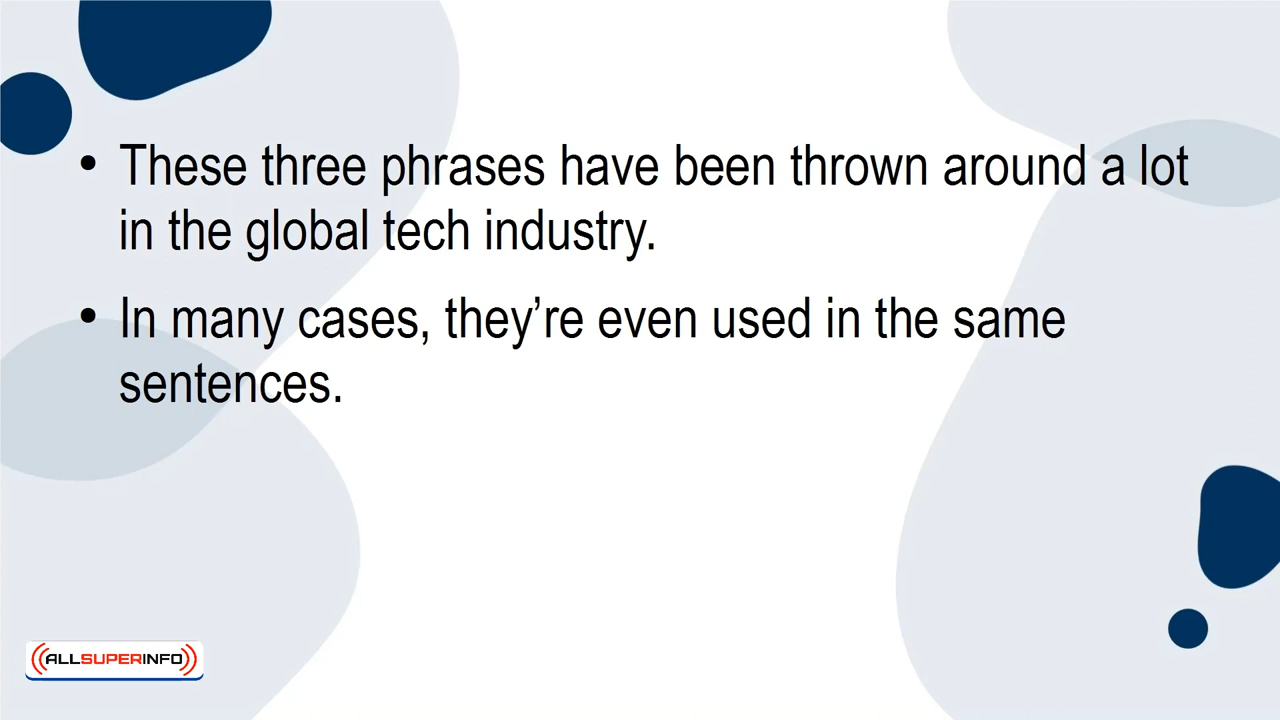 • These three phrases have been thrown around a lot
in the global tech industry.
• In many cases, they’re even used in the same
sentences.
ALLSUPERINFO